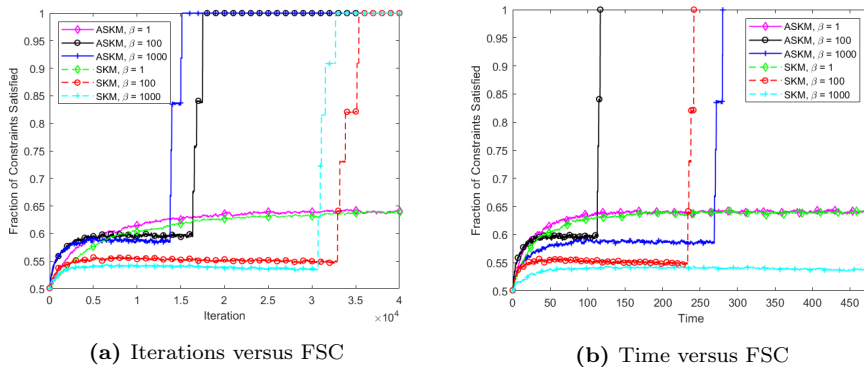 Fraction of Constraints Satisfied
1
0.95
0.9
0.85
0.8
0.75
0.7
0.65
0.6
0.55
0.5
ASKM, β = 1
ASKM, β = 100
ASKM, β = 1000
SKM, β = 1
SKM, β = 100
SKM, β = 1000
0 0.5 1.0 1.5 2.0 2.5 3.0 3.5 4.0
Iteration
×10⁴
(a) Iterations versus FSC
Fraction of Constraints Satisfied
1
0.95
0.9
0.85
0.8
0.75
0.7
0.65
0.6
0.55
0.5
ASKM, β = 1
ASKM, β = 100
ASKM, β = 1000
SKM, β = 1
SKM, β = 100
SKM, β = 1000
0 50 100 150 200 250 300 350 400 450
Time
(b) Time versus FSC